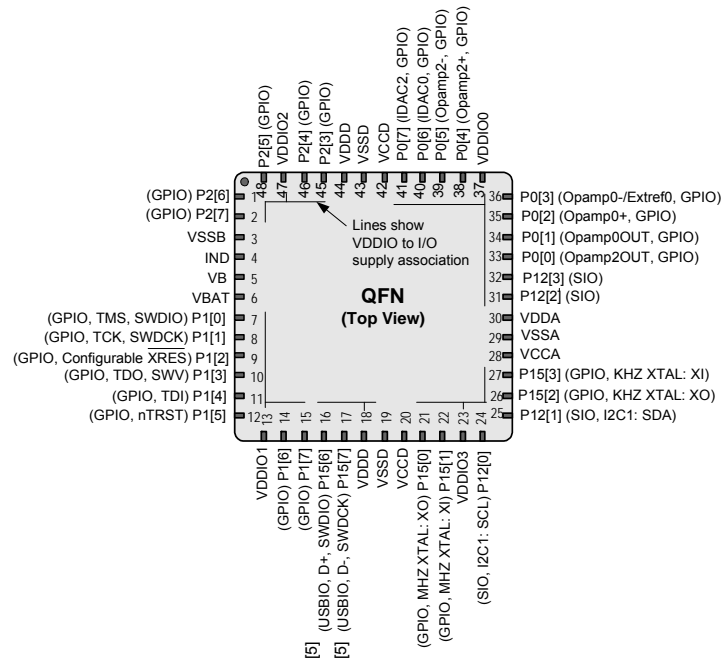 P2[5] (GPIO)
VDDIO2
P2[4] (GPIO)
P2[3] (GPIO)
VDDD
VSSD
VCCD
P0[7] (IDAC2, GPIO)
P0[6] (IDAC0, GPIO)
P0[5] (Opamp2-, GPIO)
P0[4] (Opamp2+, GPIO)
VDDIO0
48
47
46
45
44
43
42
41
40
39
38
37
(GPIO) P2[6] 1
(GPIO) P2[7] 2
VSSB 3
IND 4
VB 5
VBAT 6
(GPIO, TMS, SWDIO) P1[0] 7
(GPIO, TCK, SWDCK) P1[1] 8
(GPIO, Configurable XRES) P1[2] 9
(GPIO, TDO, SWV) P1[3] 10
(GPIO, TDI) P1[4] 11
(GPIO, nTRST) P1[5] 12
Lines show
VDDIO to I/O
supply association
QFN
(Top View)
36 P0[3] (Opamp0-/Extref0, GPIO)
35 P0[2] (Opamp0+, GPIO)
34 P0[1] (Opamp0OUT, GPIO)
33 P0[0] (Opamp2OUT, GPIO)
32 P12[3] (SIO)
31 P12[2] (SIO)
30 VDDA
29 VSSA
28 VCCA
27 P15[3] (GPIO, KHZ XTAL: XI)
26 P15[2] (GPIO, KHZ XTAL: XO)
25 P12[1] (SIO, I2C1: SDA)
13
14
15
16
17
18
19
20
21
22
23
24
VDDIO1
(GPIO) P1[6]
(GPIO) P1[7]
(USBIO, D+, SWDIO) P15[6]
(USBIO, D-, SWDCK) P15[7]
VDDD
VSSD
VCCD
(GPIO, MHZ XTAL: XO) P15[0]
(GPIO, MHZ XTAL: XI) P15[1]
VDDIO3
(SIO, I2C1: SCL) P12[0]
[5]
[5]